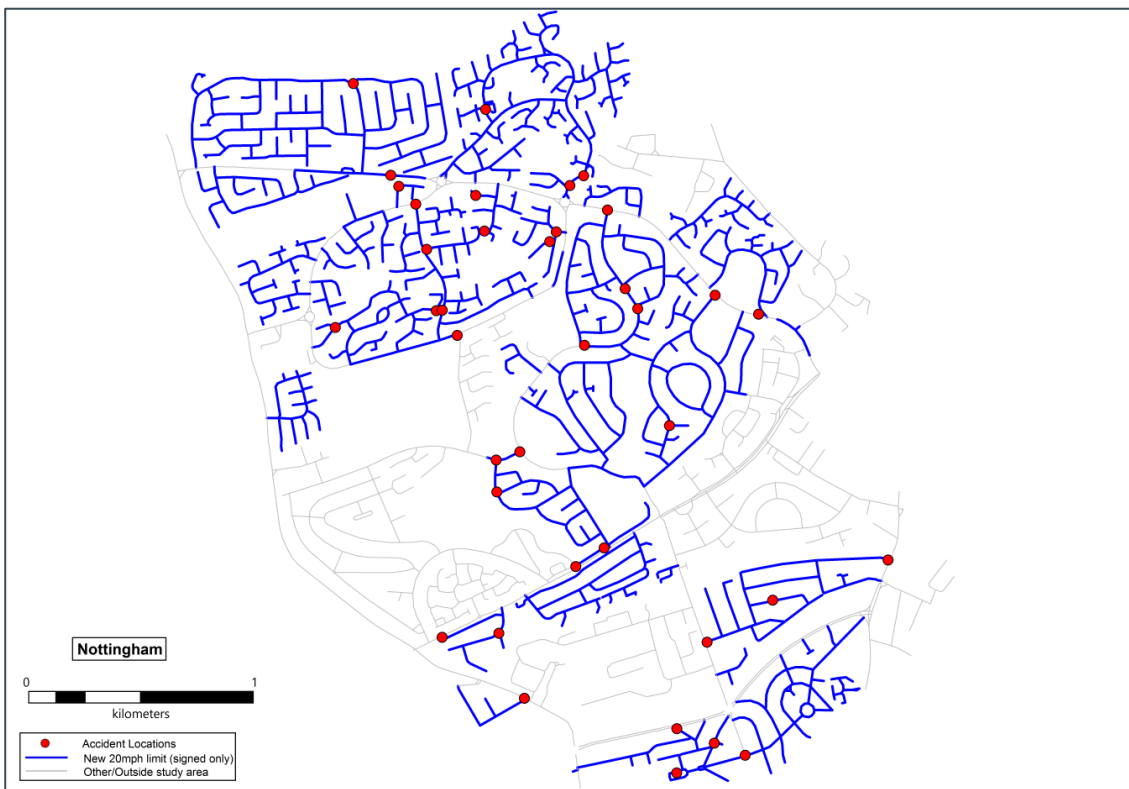 Nottingham
0 1
kilometers
Accident Locations
New 20mph limit (signed only)
Other/Outside study area